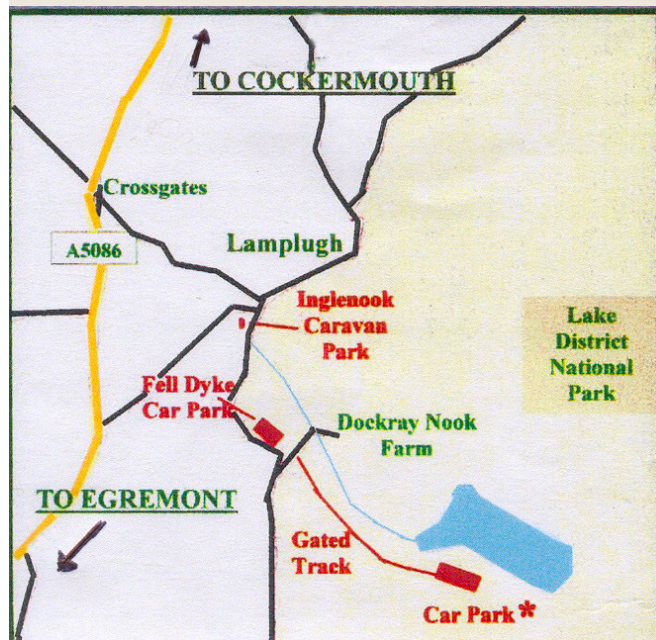 TO COCKERMOUTH
Crossgates
A5086
Lamplugh
Inglenook
Caravan
Park
Lake
District
National
Park
Fell Dyke
Car Park
Dockray Nook
Farm
TO EGREMONT
Gated
Track
Car Park*